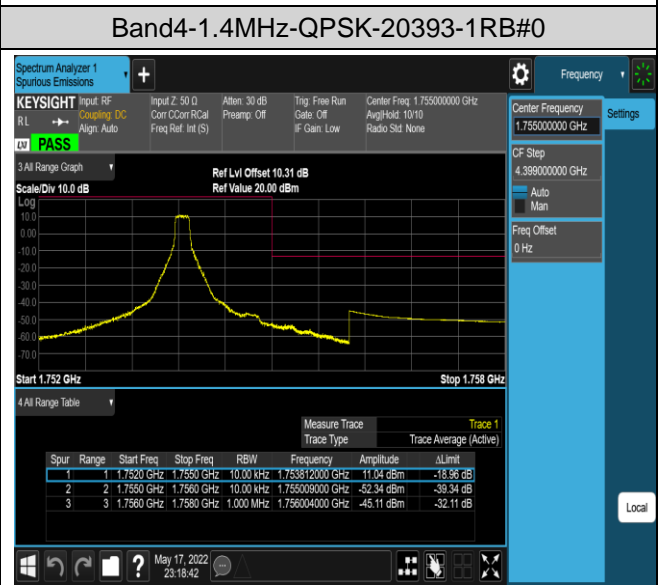 Band4-1.4MHz-QPSK-20393-1RB#0
Spectrum Analyzer 1
Spurious Emissions
+
Frequency
KEYSIGHT Input: RF Input Z: 50 Ω Atten: 30 dB Trig: Free Run Center Freq: 1.755000000 GHz
RL Coupling: DC Corr CCorr RCal Preamp: Off Gate: Off Avg|Hold: 10/10
Align: Auto Freq Ref: Int (S) IF Gain: Low Radio Std: None
LXI PASS
Center Frequency
1.755000000 GHz
Settings
CF Step
4.399000000 GHz
Auto
Man
Freq Offset
0 Hz
3 All Range Graph
Ref Lvl Offset 10.31 dB
Scale/Div 10.0 dB Ref Value 20.00 dBm
Log
10.0
0.00
-10.0
-20.0
-30.0
-40.0
-50.0
-60.0
-70.0
Start 1.752 GHz Stop 1.758 GHz
4 All Range Table
Measure Trace Trace 1
Trace Type Trace Average (Active)
Spur Range Start Freq Stop Freq RBW Frequency Amplitude ΔLimit
1 1 1.7520 GHz 1.7550 GHz 10.00 kHz 1.753812000 GHz 11.04 dBm -18.96 dB
2 2 1.7550 GHz 1.7560 GHz 10.00 kHz 1.755009000 GHz -52.34 dBm -39.34 dB
3 3 1.7560 GHz 1.7580 GHz 1.000 MHz 1.756004000 GHz -45.11 dBm -32.11 dB
Local
? May 17, 2022
23:18:42